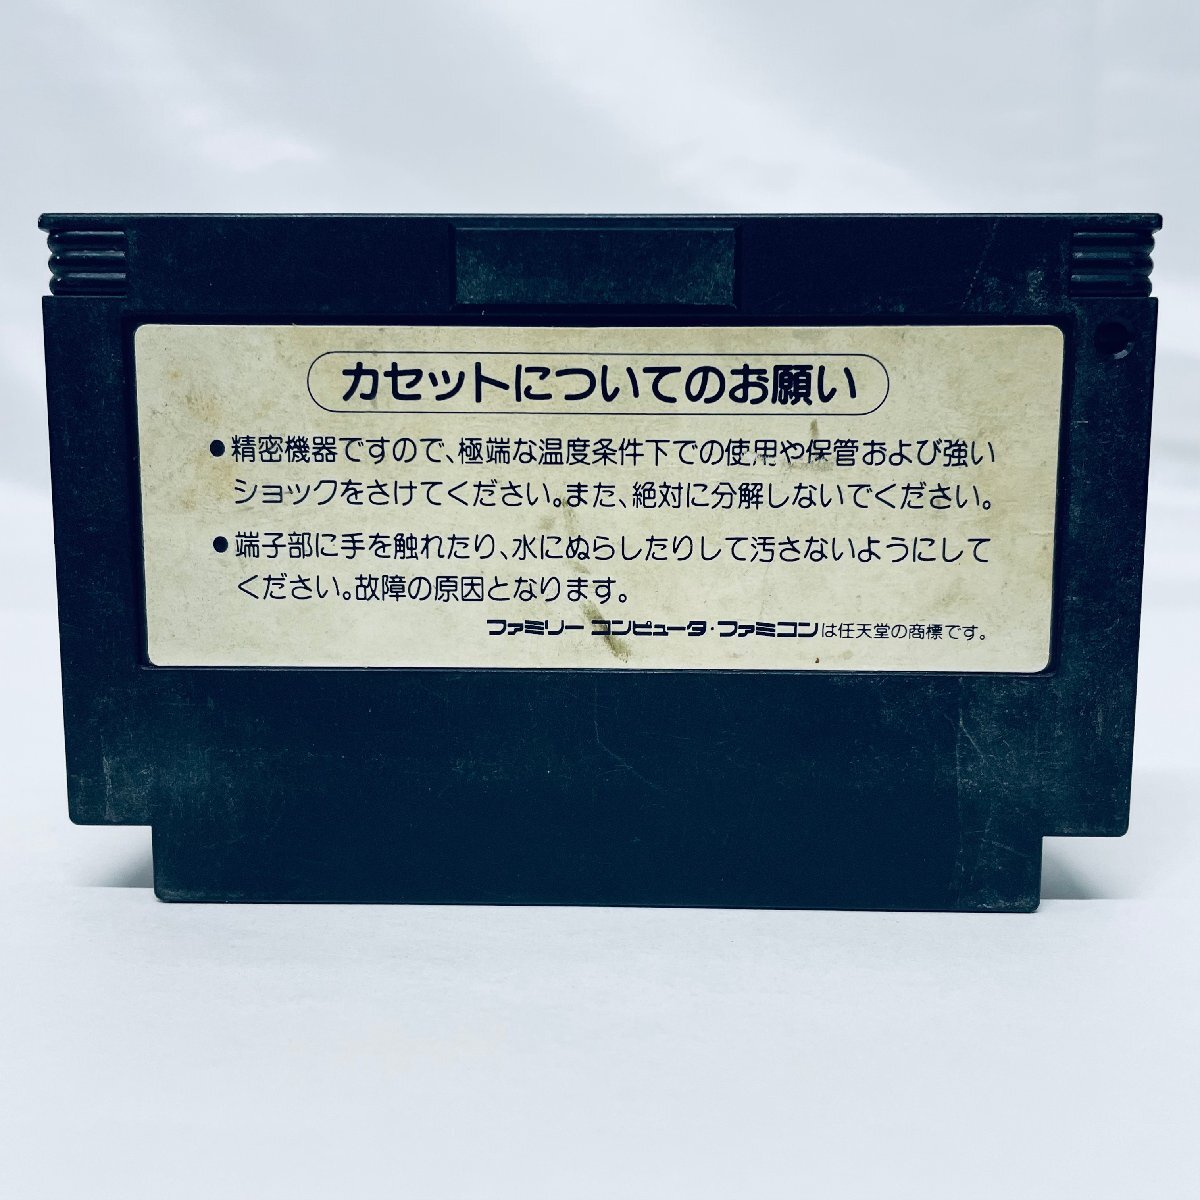 カセットについてのお願い
●精密機器ですので、極端な温度条件下での使用や保管および強い
ショックをさけてください。また、絶対に分解しないでください。
●端子部に手を触れたり、水にぬらしたりして汚さないようにして
ください。故障の原因となります。
ファミリー コンピュータ・ファミコンは任天堂の商標です。